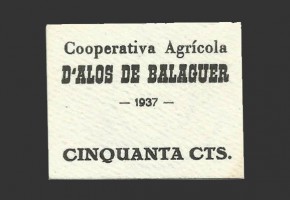 Cooperativa Agrícola
D'ALOS DE BALAGUER
— 1937 —
CINQUANTA CTS.